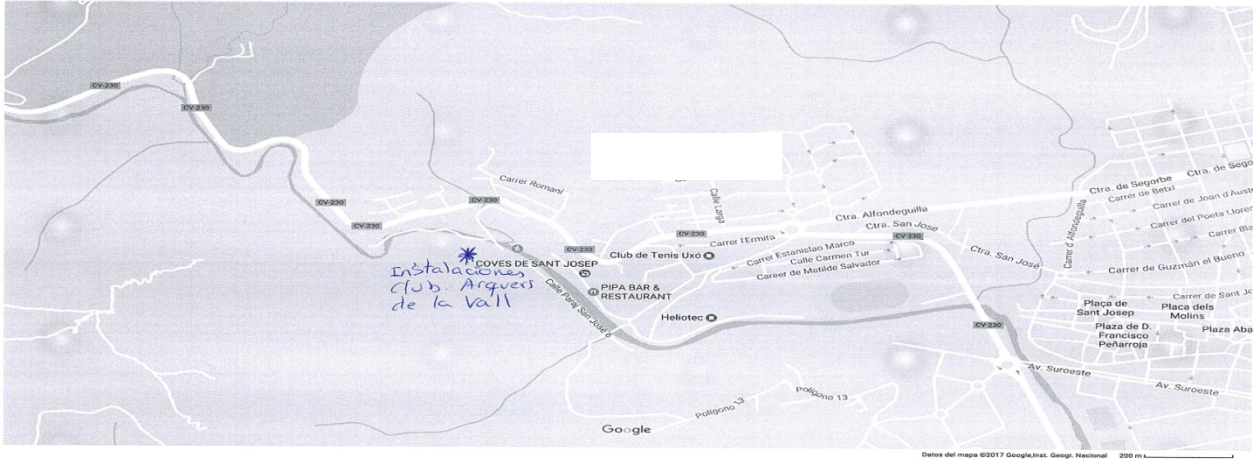 CV-230
CV-230
CV-230
CV-230
CV-230
CV-230
CV-230
CV-230
CV-230
Carrer Romaní
Calle Larga
Ctra. de Segorbe
Ctra. de Sego
Carrer de Betxí
Carrer de Joan d'Aust
Carrer del Poeta Lloren
Carrer Bla
Carrer d'Alfondeguilla
Ctra. Alfondeguilla
Ctra. San José
Ctra. San José
Carrer l'Ermita
Carrer Estanislao Marco
Calle Carmen Tur
Carrer de Matilde Salvador
Carrer de Guzmán el Bueno
Carrer de Sant Jo
Club de Tenis Uxó
COVES DE SANT JOSEP
Instalaciones
Club. Arquers
de la Vall
PIPA BAR &
RESTAURANT
Calle Paraj San José
Heliotec
Plaça de
Sant Josep
Placa dels
Molins
Plaza de D.
Francisco
Peñarroja
Plaza Aba
Av. Suroeste
Av. Suroeste
Polígono 13
Polígono 13
Google
Datos del mapa ©2017 Google,Inst. Geogr. Nacional 200 m